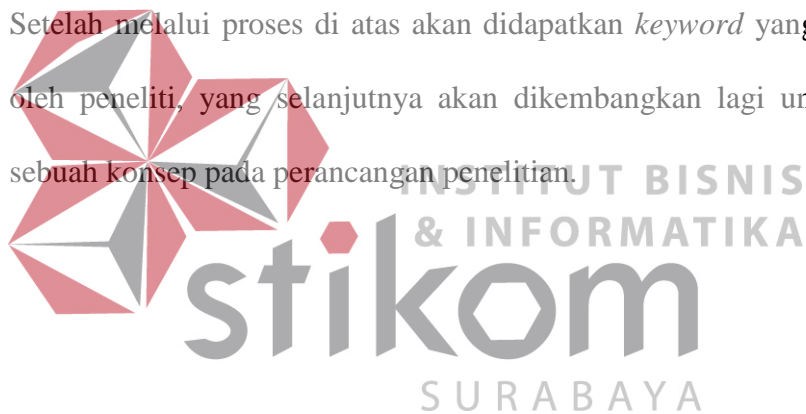 Setelah melalui proses di atas akan didapatkan keyword yang
oleh peneliti, yang selanjutnya akan dikembangkan lagi
sebuah konsep pada perancangan penelitian.
INSTITUT BISNIS
& INFORMATIKA
stikom
SURABAYA